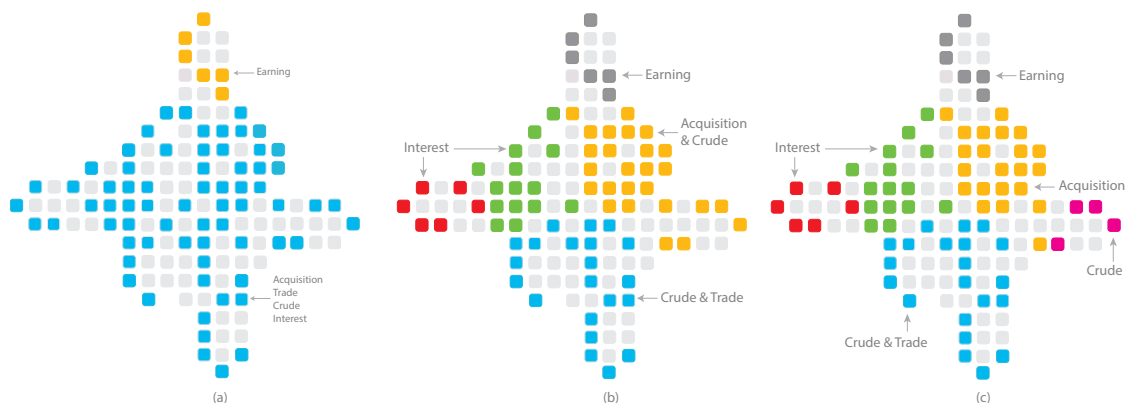 Earning
Acquisition
Trade
Crude
Interest
(a)
Earning
Acquisition
& Crude
Interest
Crude & Trade
(b)
Earning
Interest
Acquisition
Crude
Crude & Trade
(c)